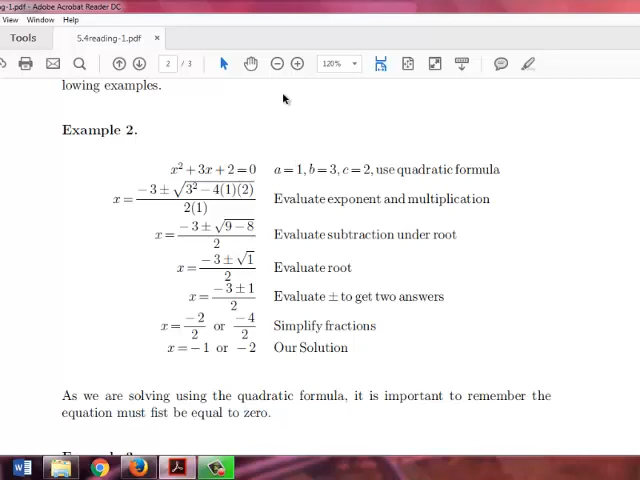 ng-1.pdf - Adobe Acrobat Reader DC
View Window Help
Tools 5.4reading-1.pdf ×
2 / 3 120%
lowing examples.
Example 2.
x² + 3x + 2 = 0 a = 1, b = 3, c = 2, use quadratic formula
x = (−3 ± √(3² − 4(1)(2)))/(2(1)) Evaluate exponent and multiplication
x = (−3 ± √(9 − 8))/2 Evaluate subtraction under root
x = (−3 ± √1)/2 Evaluate root
x = (−3 ± 1)/2 Evaluate ± to get two answers
x = −2/2 or −4/2 Simplify fractions
x = −1 or −2 Our Solution
As we are solving using the quadratic formula, it is important to remember the
equation must fist be equal to zero.